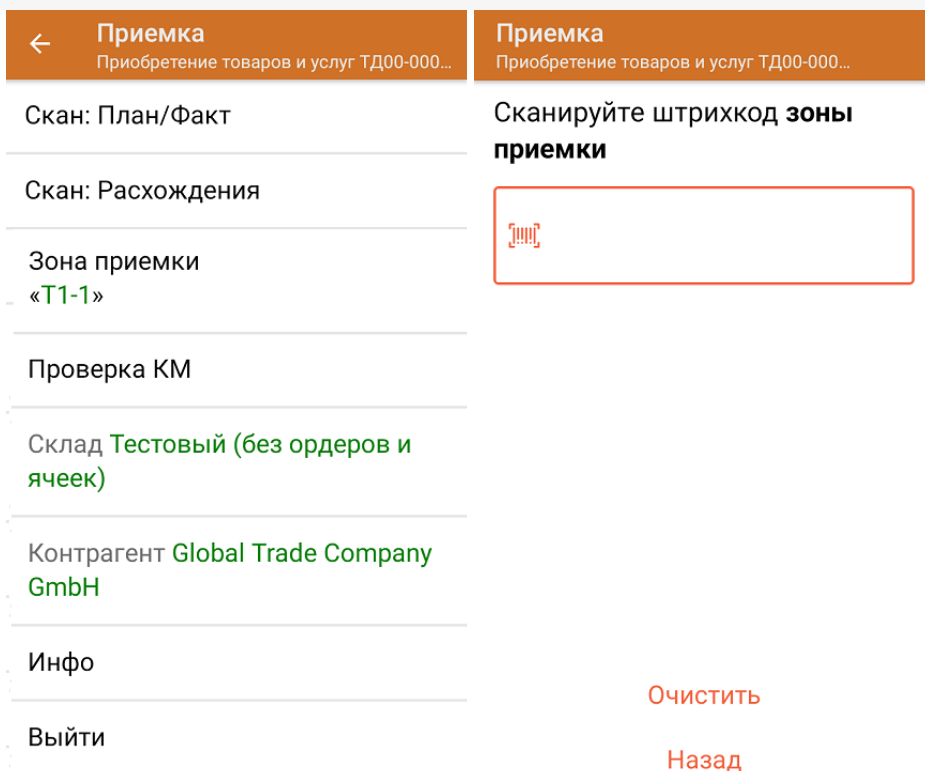 Приемка
Приобретение товаров и услуг ТД00-000...
Скан: План/Факт
Скан: Расхождения
Зона приемки
«Т1-1»
Проверка КМ
Склад Тестовый (без ордеров и
ячеек)
Контрагент Global Trade Company
GmbH
Инфо
Выйти
Приемка
Приобретение товаров и услуг ТД00-000...
Сканируйте штрихкод зоны
приемки
Очистить
Назад